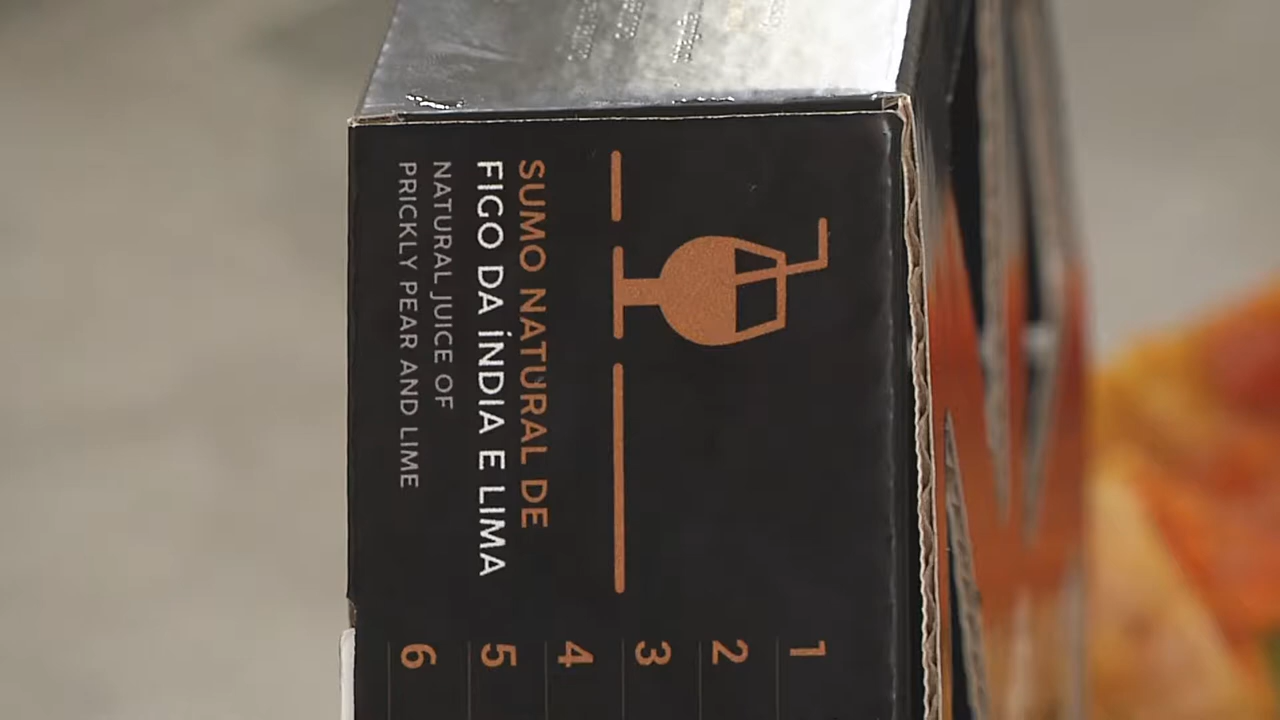 SUMO NATURAL DE
FIGO DA ÍNDIA E LIMA
NATURAL JUICE OF
PRICKLY PEAR AND LIME
1
2
3
4
5
6